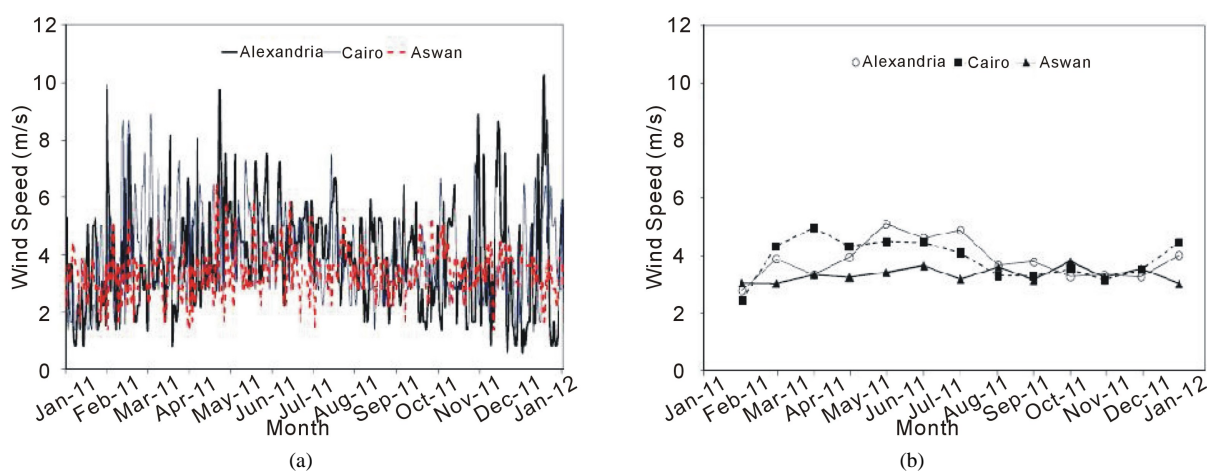 12
10
8
6
4
2
0
Wind Speed (m/s)
Alexandria Cairo Aswan
Jan-11 Feb-11 Mar-11 Apr-11 May-11 Jun-11 Jul-11 Aug-11 Sep-11 Oct-11 Nov-11 Dec-11 Jan-12
Month
(a)
12
10
8
6
4
2
0
Wind Speed (m/s)
Alexandria Cairo Aswan
Jan-11 Feb-11 Mar-11 Apr-11 May-11 Jun-11 Jul-11 Aug-11 Sep-11 Oct-11 Nov-11 Dec-11 Jan-12
Month
(b)